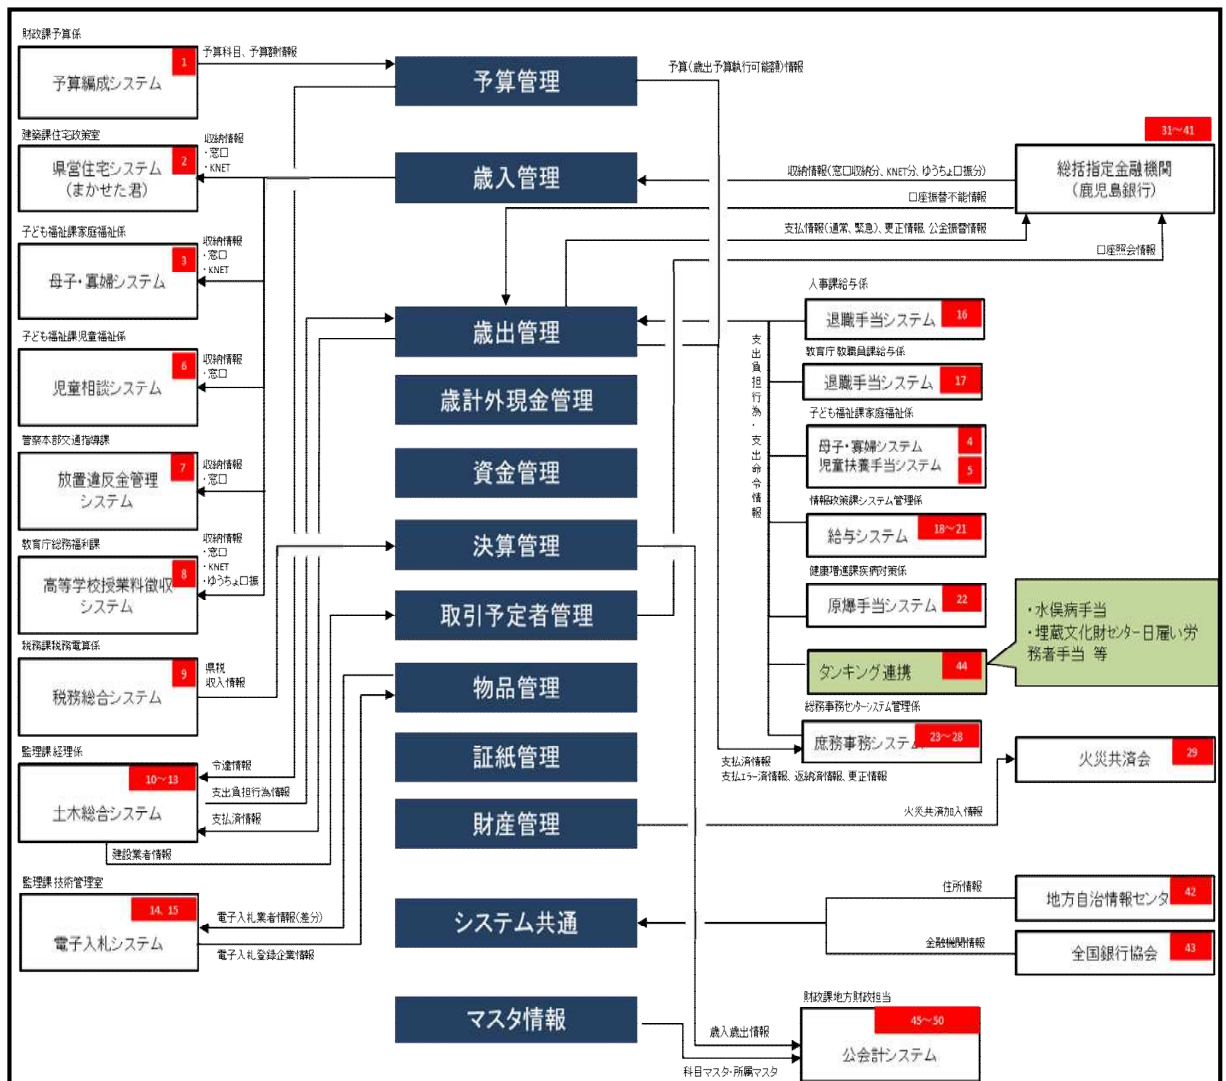 財政課予算係
1
予算編成システム
予算科目、予算額情報
建築課住宅政策室
2
県営住宅システム
(まかせた君)
収納情報
・窓口
・KNET
子ども福祉課家庭福祉係
3
母子・寡婦システム
収納情報
・窓口
・KNET
子ども福祉課児童福祉係
6
児童相談システム
収納情報
・窓口
警察本部交通指導課
7
放置違反金管理
システム
収納情報
・窓口
教育庁総務福利課
8
高等学校授業料徴収
システム
収納情報
・窓口
・KNET
・ゆうちょ口振
税務課税務電算係
9
税務総合システム
県税
収入情報
監理課経理係
10～13
土木総合システム
令達情報
支出負担行為情報
支払済情報
建設業者情報
監理課技術管理室
14、15
電子入札システム
電子入札業者情報(差分)
電子入札登録企業情報
予算管理
歳入管理
歳出管理
歳計外現金管理
資金管理
決算管理
取引予定者管理
物品管理
証紙管理
財産管理
システム共通
マスタ情報
予算(歳出予算執行可能額)情報
31～41
総括指定金融機関
(鹿児島銀行)
収納情報(窓口収納分、KNET分、ゆうちょ口振分)
口座振替不能情報
支払情報(通常、緊急)、更正情報、公金振替情報
口座照会情報
支出負担行為・支出命令情報
人事課給与係
16
退職手当システム
教育庁教職員課給与係
17
退職手当システム
子ども福祉課家庭福祉係
母子・寡婦システム
4
児童扶養手当システム
5
情報政策課システム管理係
18～21
給与システム
健康増進課疾病対策係
22
原爆手当システム
タンキング連携
44
・水俣病手当
・埋蔵文化財センター日雇い労
務者手当 等
総務事務センターシステム管理係
23～28
庶務事務システム
支払済情報
支払エラー済情報、返納済情報、更正情報
29
火災共済会
火災共済加入情報
住所情報
42
地方自治情報センタ
金融機関情報
43
全国銀行協会
財政課地方財政担当
45～50
公会計システム
歳入歳出情報
科目マスタ・所属マスタ